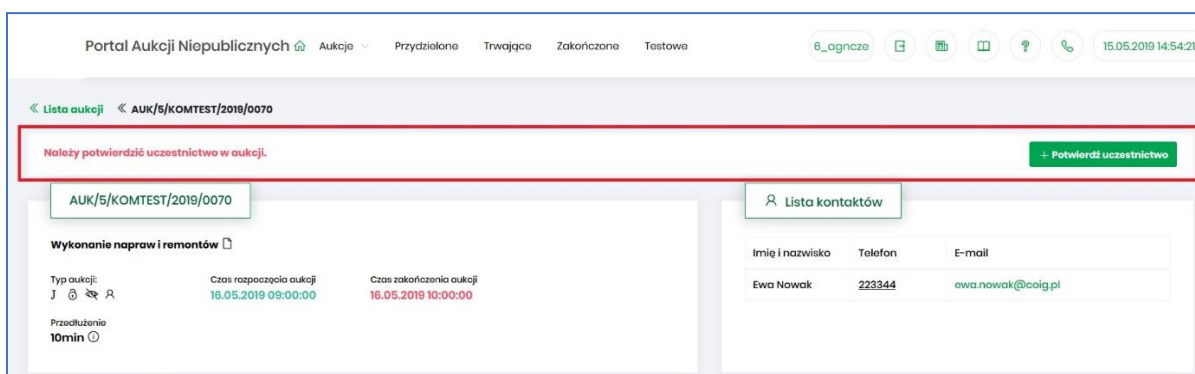 Portal Aukcji Niepublicznych Aukcje Przydzielone Trwające Zakończone Testowe 6_agncze 15.05.2019 14:54:21
Lista aukcji AUK/5/KOMTEST/2019/0070
Należy potwierdzić uczestnictwo w aukcji. + Potwierdź uczestnictwo
AUK/5/KOMTEST/2019/0070
Wykonanie napraw i remontów
Typ aukcji: Czas rozpoczęcia aukcji Czas zakończenia aukcji
J 16.05.2019 09:00:00 16.05.2019 10:00:00
Przedłużenie
10min
Lista kontaktów
Imię i nazwisko Telefon E-mail
Ewa Nowak 223344 ewa.nowak@coig.pl